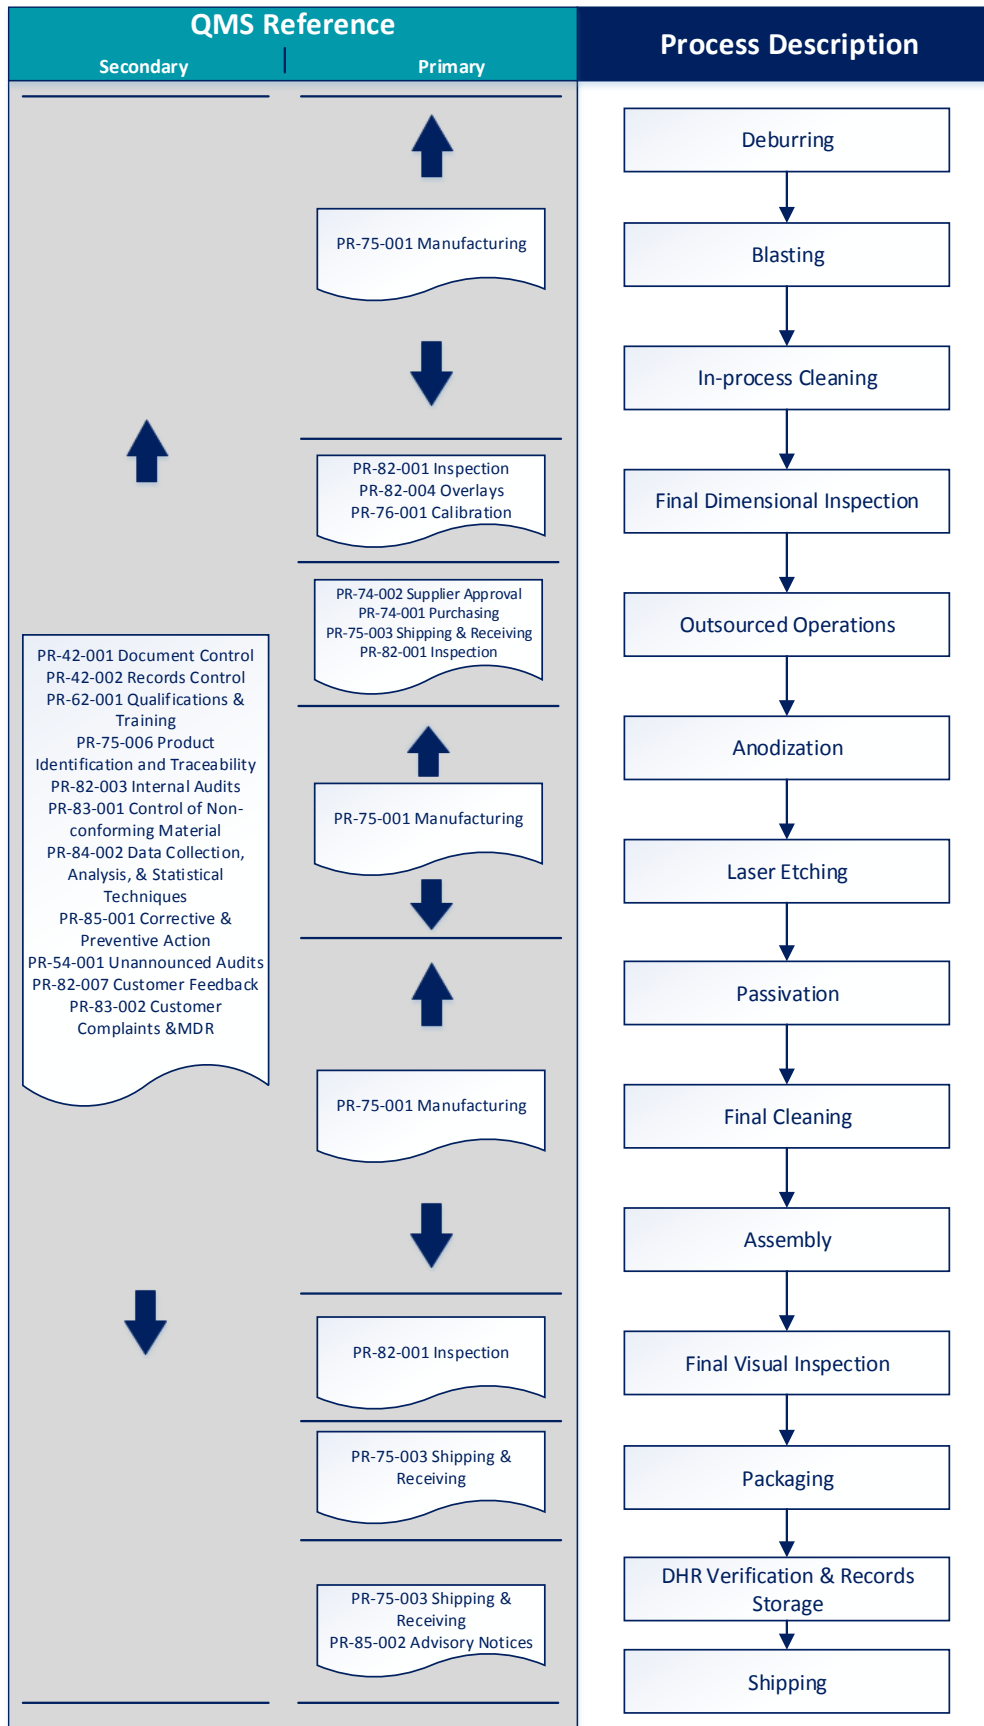 QMS Reference
Secondary
Primary
Process Description
PR-75-001 Manufacturing
PR-82-001 Inspection
PR-82-004 Overlays
PR-76-001 Calibration
PR-74-002 Supplier Approval
PR-74-001 Purchasing
PR-75-003 Shipping & Receiving
PR-82-001 Inspection
PR-42-001 Document Control
PR-42-002 Records Control
PR-62-001 Qualifications &
Training
PR-75-006 Product
Identification and Traceability
PR-82-003 Internal Audits
PR-83-001 Control of Non-
conforming Material
PR-84-002 Data Collection,
Analysis, & Statistical
Techniques
PR-85-001 Corrective &
Preventive Action
PR-54-001 Unannounced Audits
PR-82-007 Customer Feedback
PR-83-002 Customer
Complaints &MDR
PR-75-001 Manufacturing
PR-75-001 Manufacturing
PR-82-001 Inspection
PR-75-003 Shipping &
Receiving
PR-75-003 Shipping &
Receiving
PR-85-002 Advisory Notices
Deburring
Blasting
In-process Cleaning
Final Dimensional Inspection
Outsourced Operations
Anodization
Laser Etching
Passivation
Final Cleaning
Assembly
Final Visual Inspection
Packaging
DHR Verification & Records
Storage
Shipping